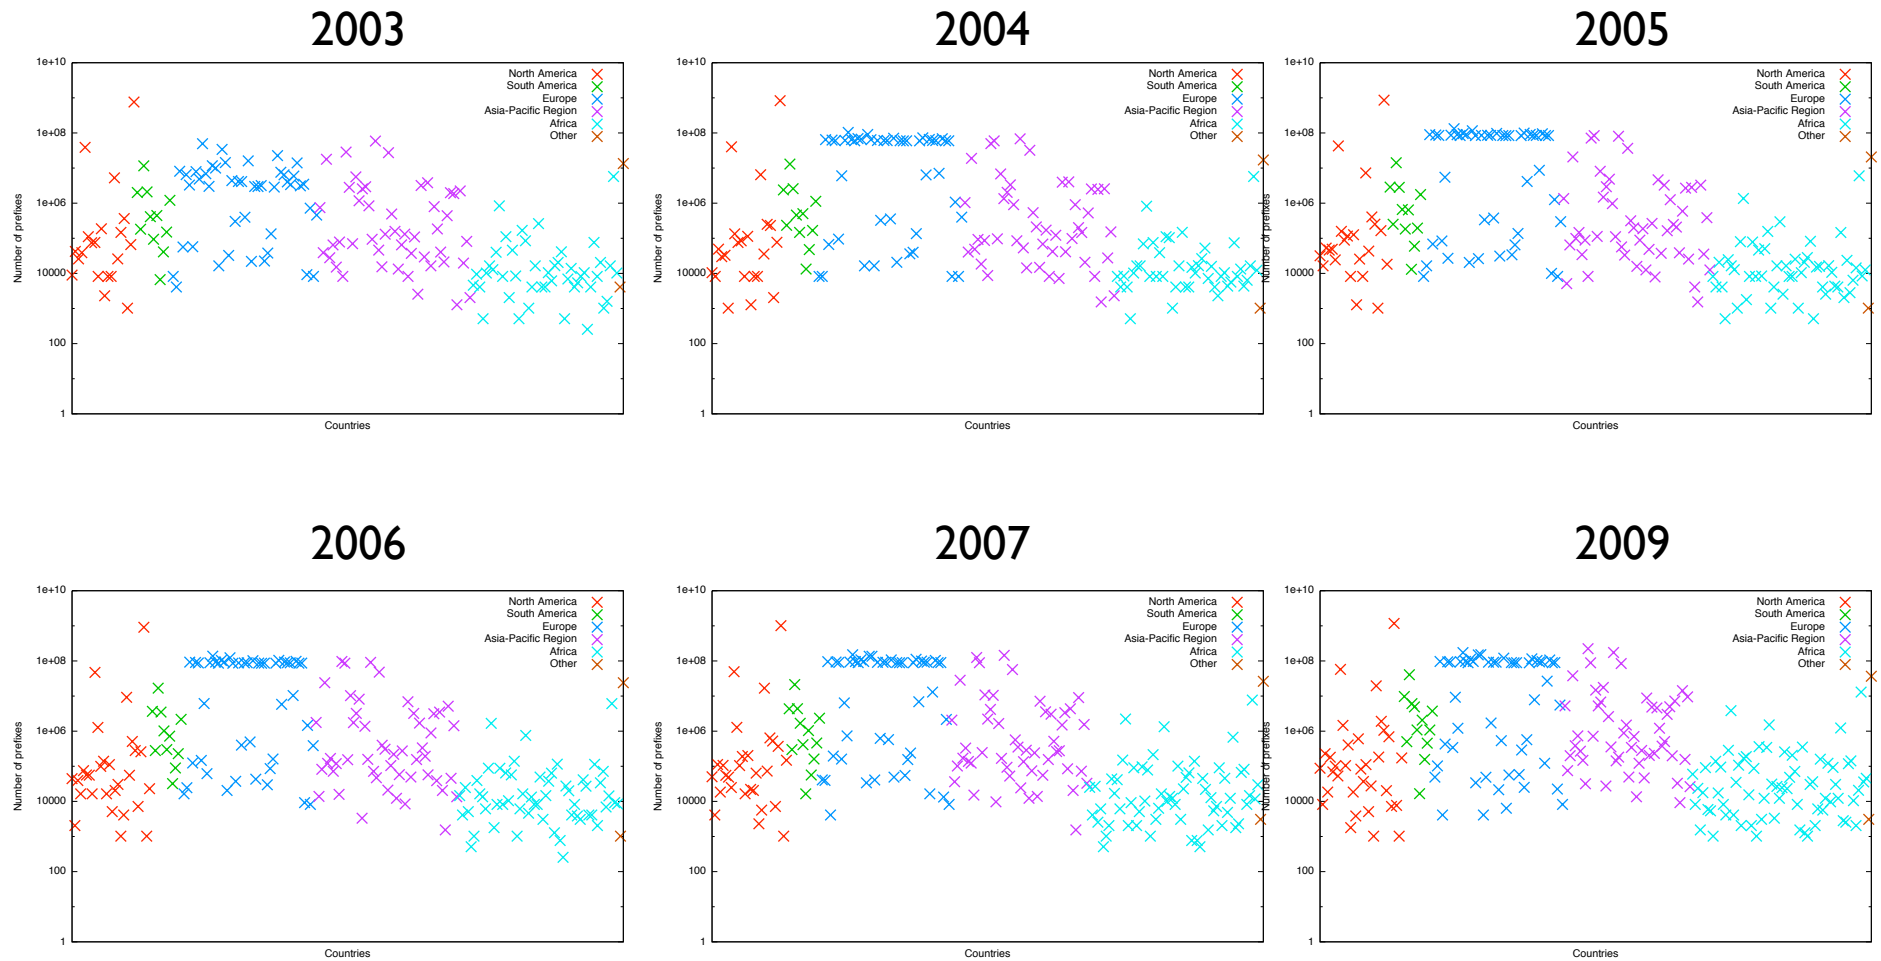 2003
2004
2005
1e+10
1e+08
1e+06
10000
100
1
Number of prefixes
Countries
North America
South America
Europe
Asia-Pacific Region
Africa
Other
1e+10
1e+08
1e+06
10000
100
1
Number of prefixes
Countries
North America
South America
Europe
Asia-Pacific Region
Africa
Other
1e+10
1e+08
1e+06
10000
100
1
Number of prefixes
Countries
North America
South America
Europe
Asia-Pacific Region
Africa
Other
2006
2007
2009
1e+10
1e+08
1e+06
10000
100
1
Number of prefixes
Countries
North America
South America
Europe
Asia-Pacific Region
Africa
Other
1e+10
1e+08
1e+06
10000
100
1
Number of prefixes
Countries
North America
South America
Europe
Asia-Pacific Region
Africa
Other
1e+10
1e+08
1e+06
10000
100
1
Number of prefixes
Countries
North America
South America
Europe
Asia-Pacific Region
Africa
Other